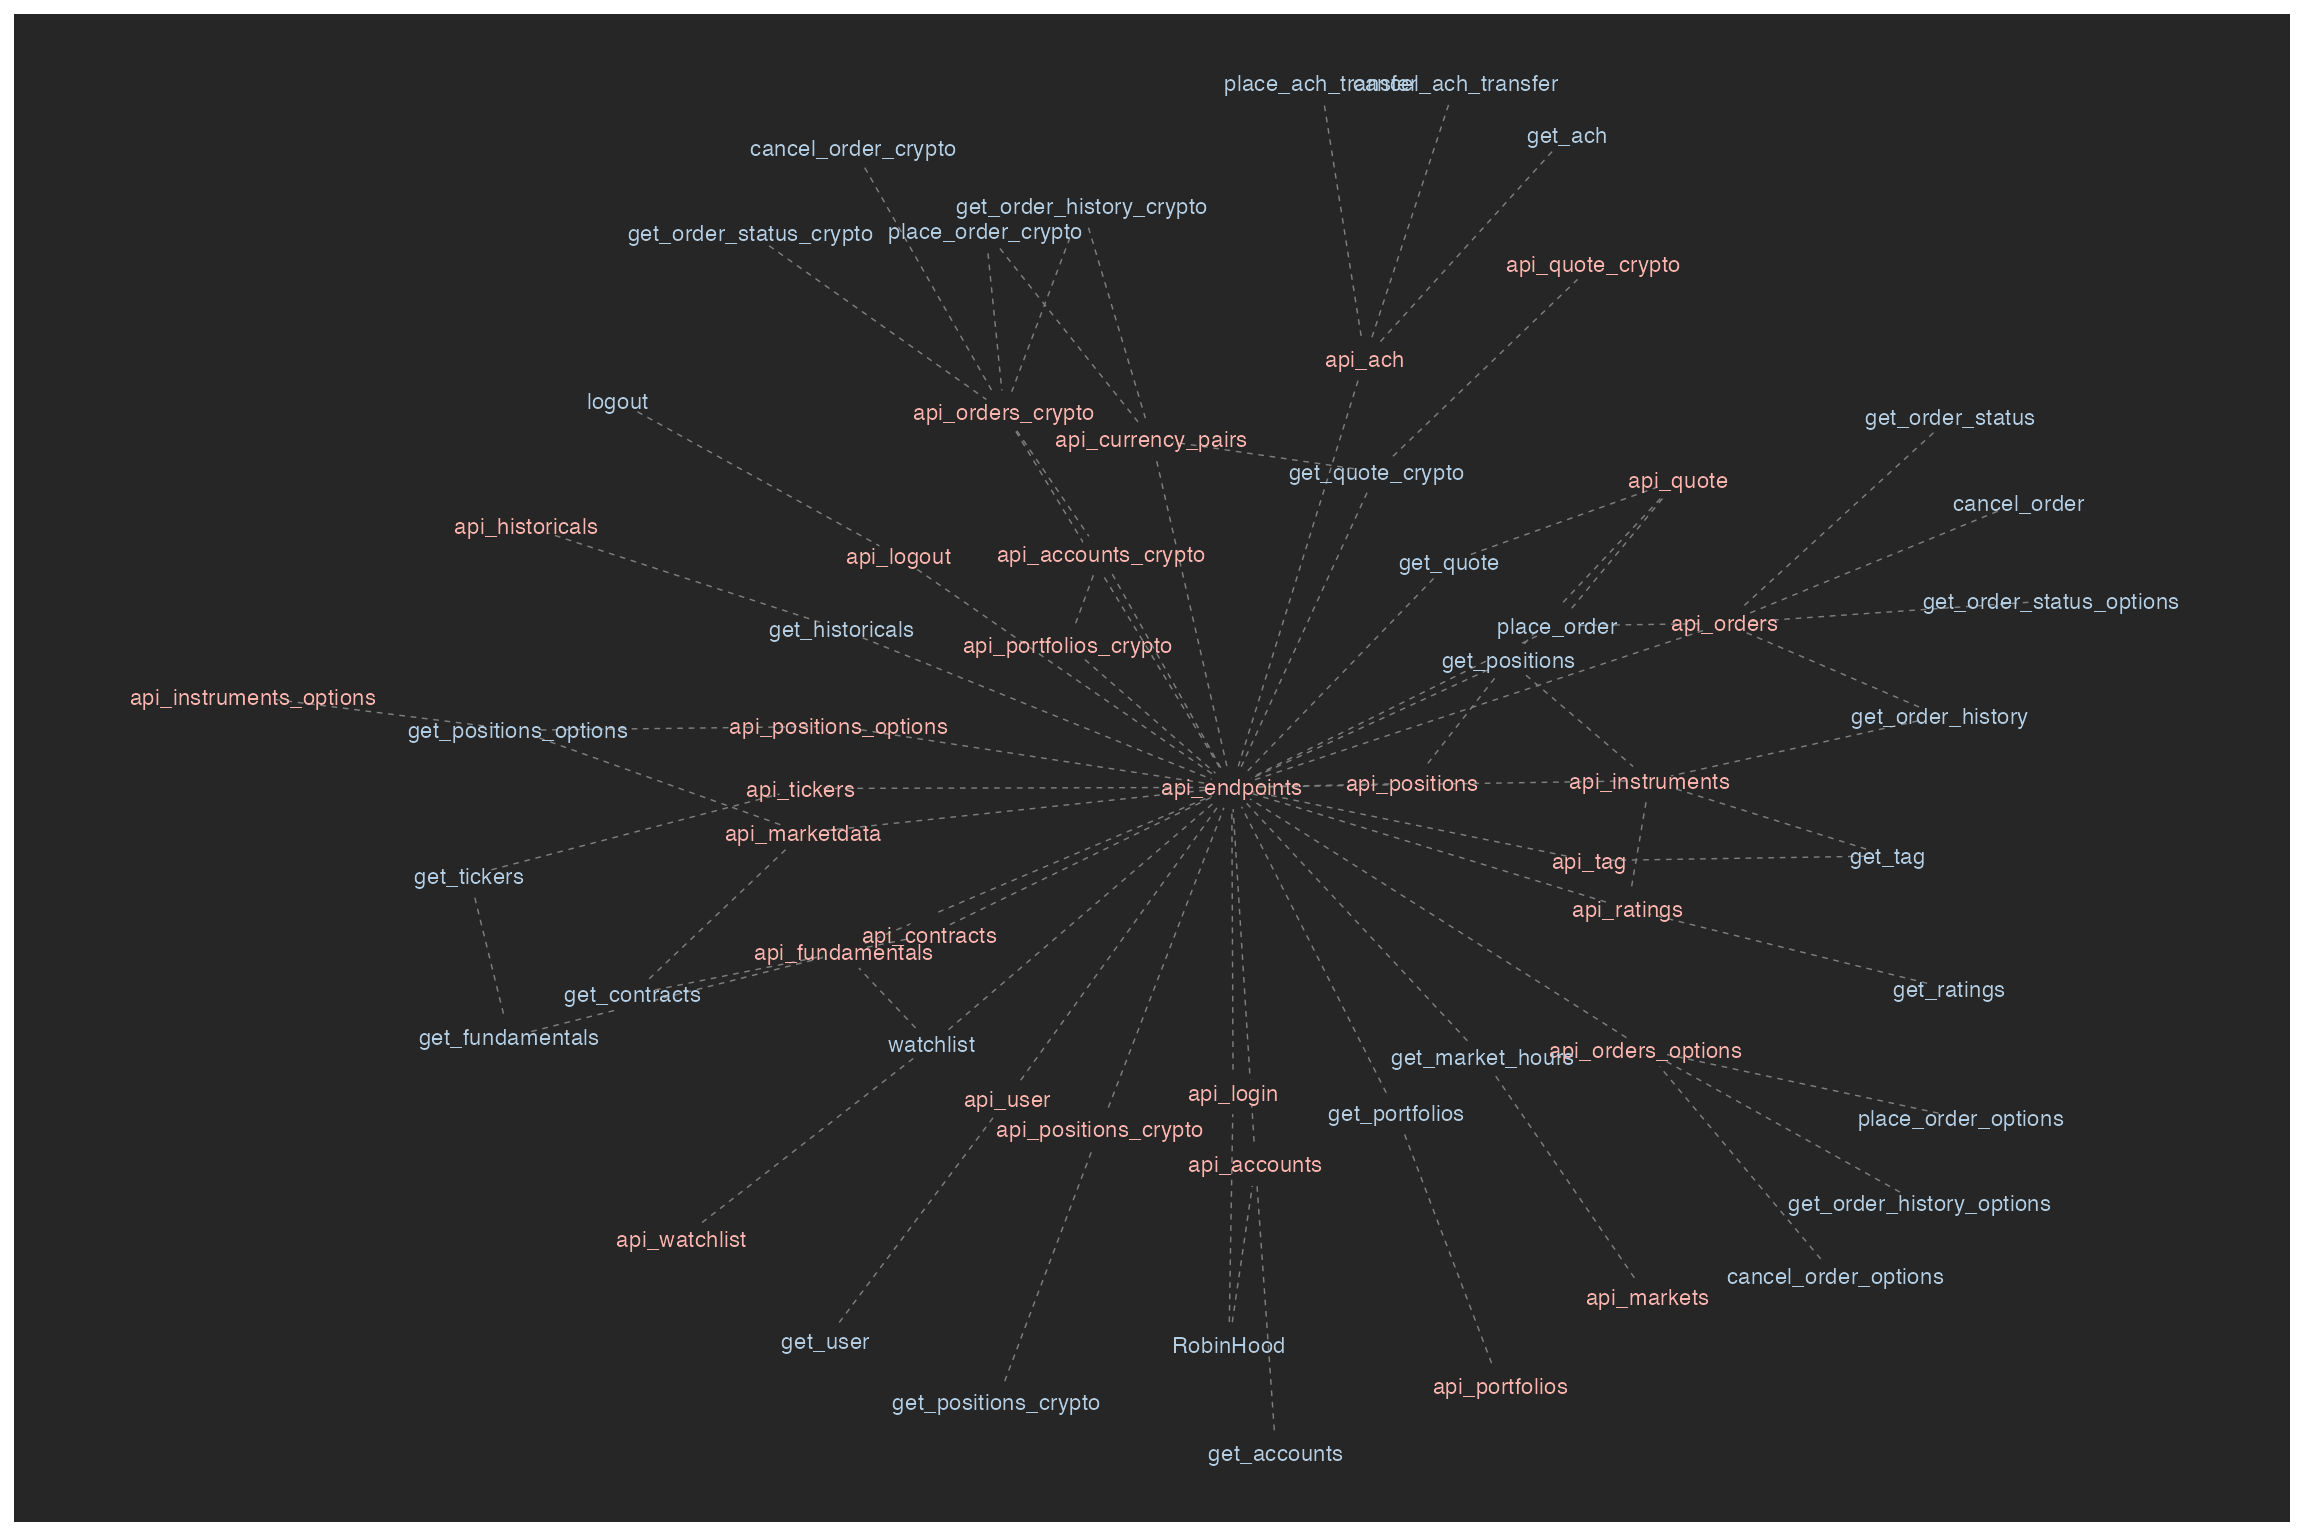 place_ach_transfer
cancel_ach_transfer
get_ach
cancel_order_crypto
get_order_history_crypto
get_order_status_crypto
place_order_crypto
api_quote_crypto
api_ach
logout
api_orders_crypto
get_order_status
api_currency_pairs
get_quote_crypto
api_quote
cancel_order
api_historicals
api_logout
api_accounts_crypto
get_quote
get_order_status_options
get_historicals
place_order
api_orders
api_portfolios_crypto
get_positions
api_instruments_options
get_positions_options
api_positions_options
get_order_history
api_tickers
api_endpoints
api_positions
api_instruments
api_marketdata
get_tickers
api_tag
get_tag
api_ratings
api_contracts
api_fundamentals
get_contracts
get_ratings
get_fundamentals
watchlist
get_market_hours
api_orders_options
api_user
api_login
get_portfolios
place_order_options
api_positions_crypto
api_accounts
get_order_history_options
api_watchlist
cancel_order_options
api_markets
get_user
RobinHood
api_portfolios
get_positions_crypto
get_accounts